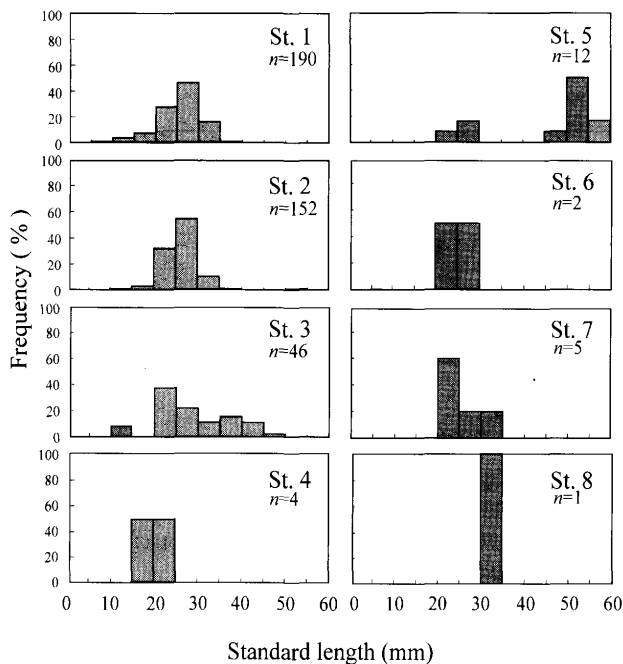 St. 1
n=190
100
80
60
40
20
0
St. 5
n=12
St. 2
n=152
100
80
60
40
20
0
St. 6
n=2
Frequency ( % )
St. 3
n=46
100
80
60
40
20
0
St. 7
n=5
St. 4
n=4
100
80
60
40
20
0
St. 8
n=1
0 10 20 30 40 50 60
0 10 20 30 40 50 60
Standard length (mm)